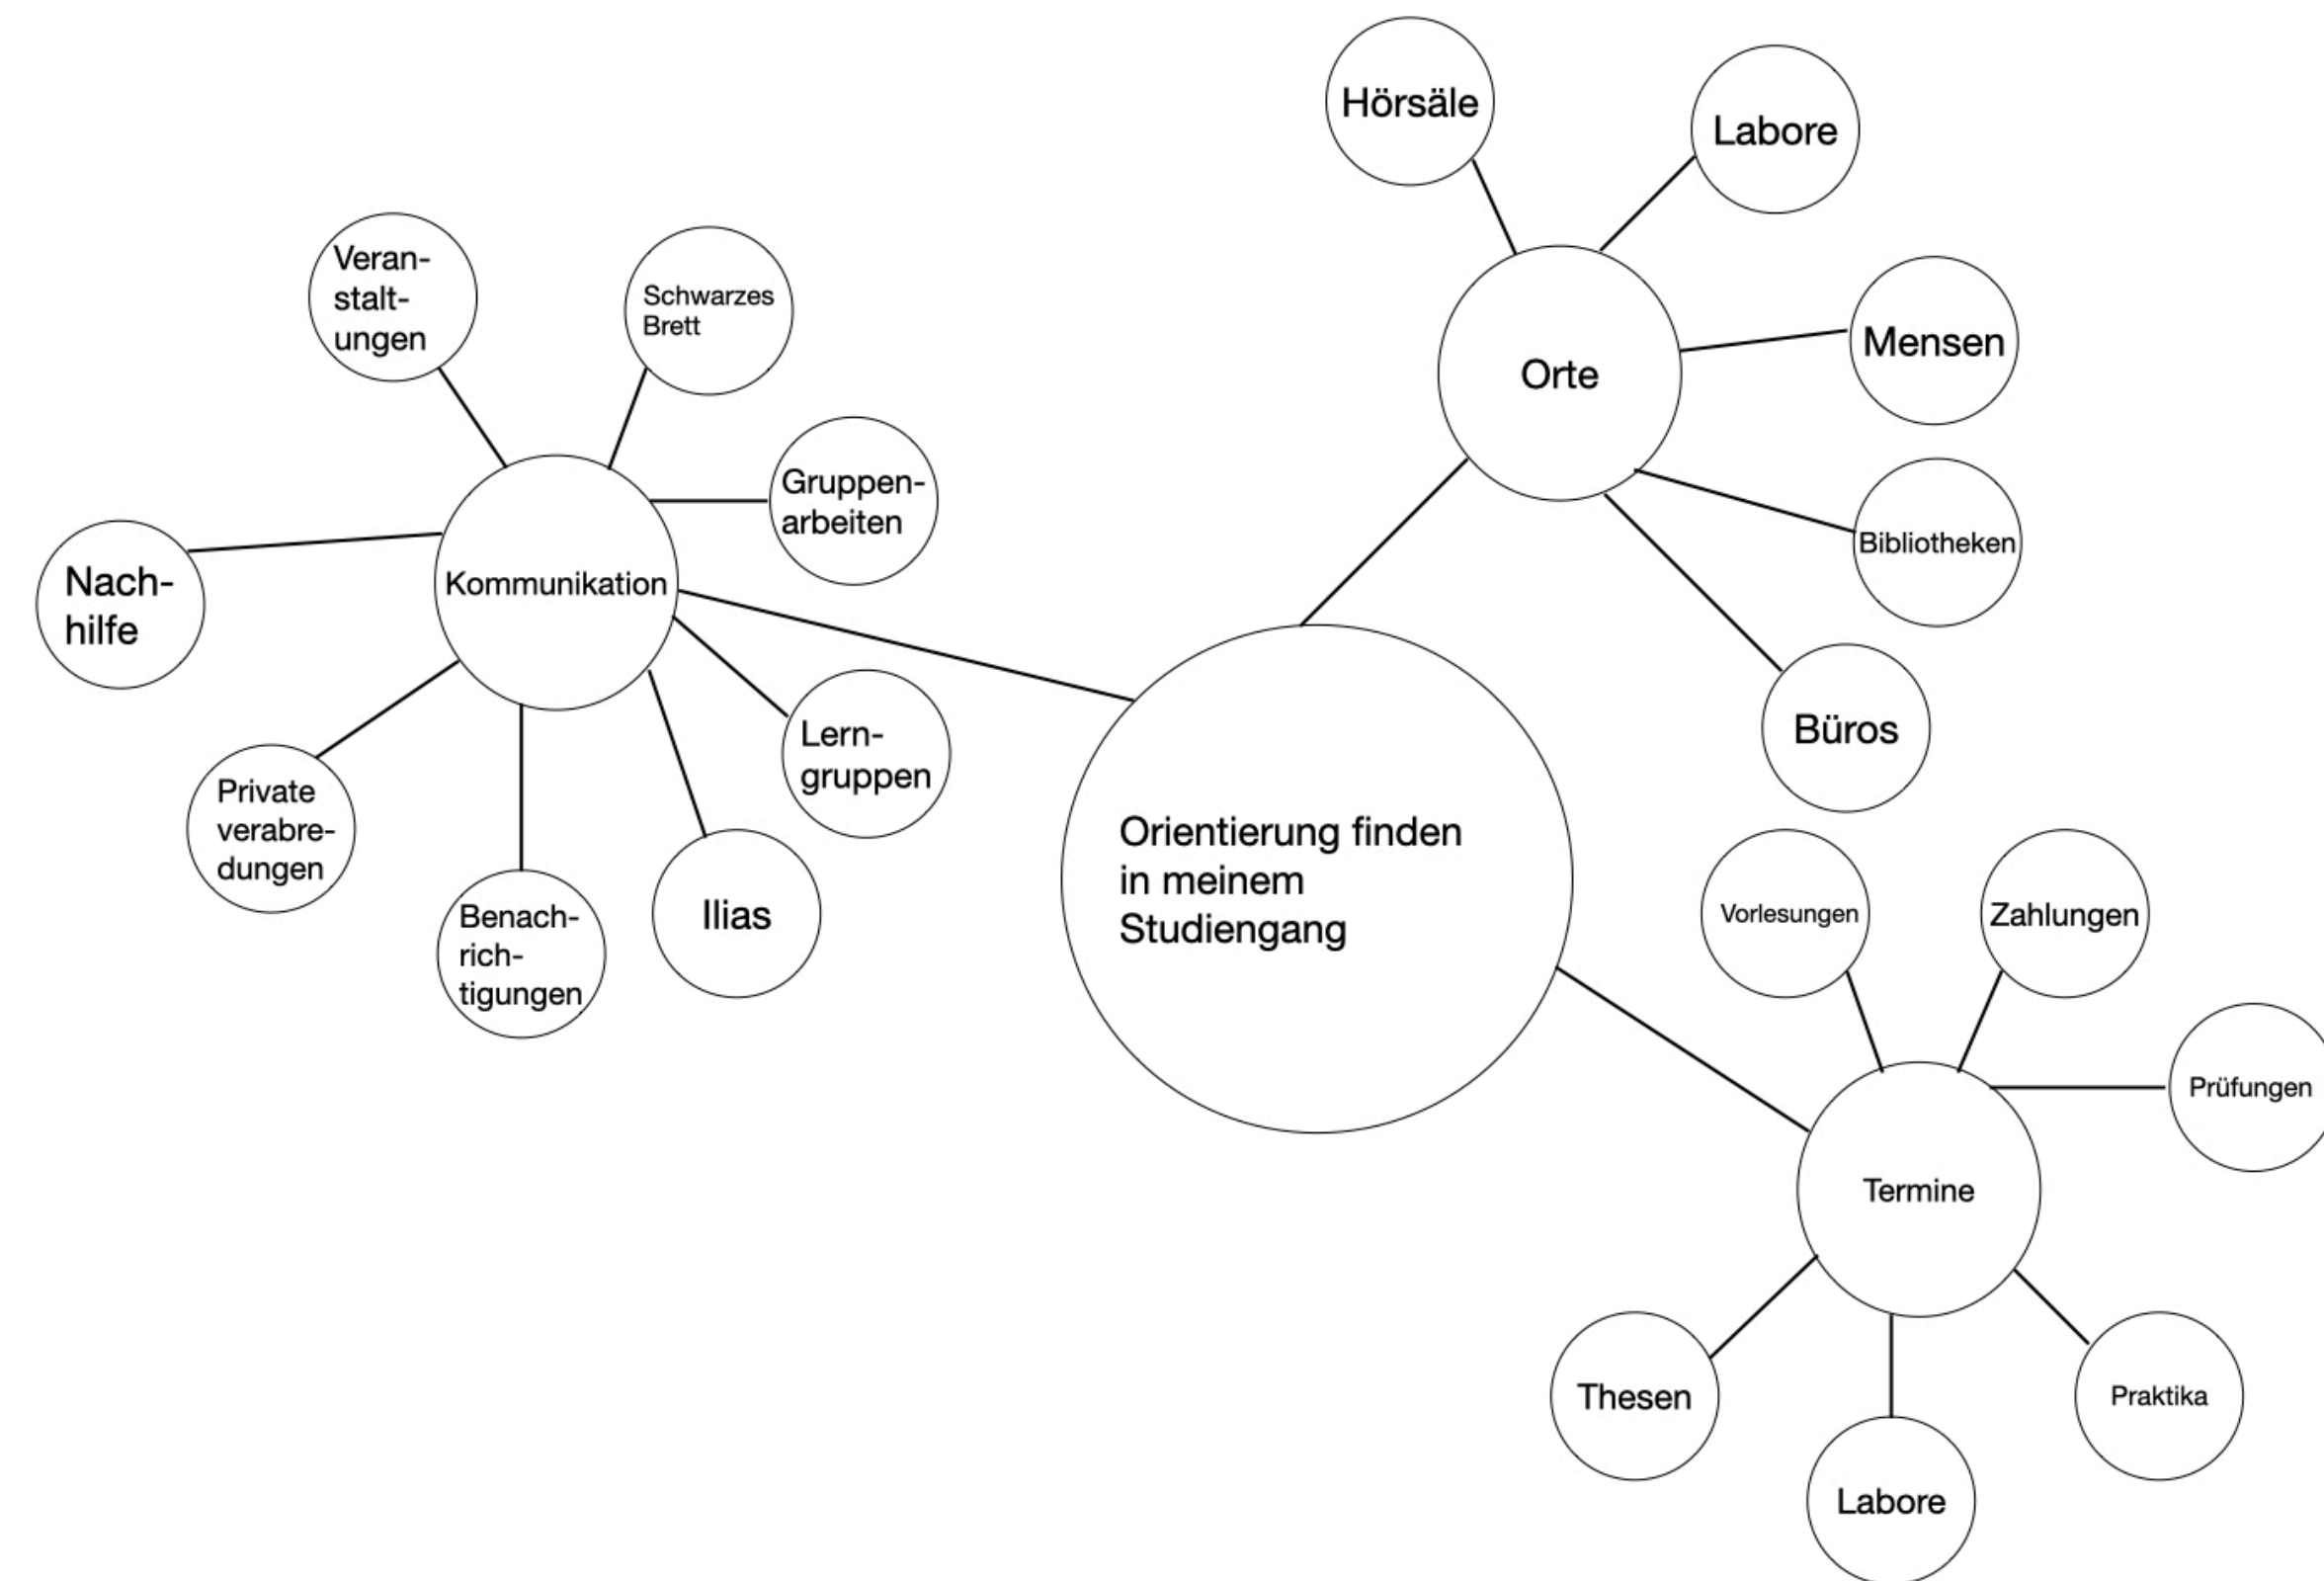 Hörsäle
Labore
Veran-
stalt-
ungen
Schwarzes
Brett
Mensen
Orte
Gruppen-
arbeiten
Bibliotheken
Kommunikation
Nach-
hilfe
Lern-
gruppen
Büros
Private
verabre-
dungen
Orientierung finden
in meinem
Studiengang
Benach-
rich-
tigungen
Ilias
Vorlesungen
Zahlungen
Prüfungen
Termine
Thesen
Praktika
Labore